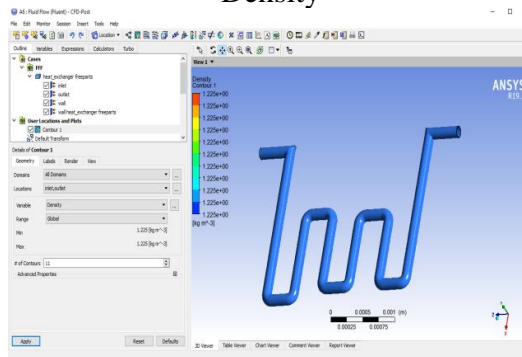 Density
A6 : Fluid Flow (Fluent) - CFD-Post
File Edit Monitor Session Insert Tools Help
Location
Outline Variables Expressions Calculators Turbo
Cases
FFF
heat_exchanger freeparts
inlet
outlet
wall
wall heat_exchanger freeparts
User Locations and Plots
Contour 1
Default Transform
Details of Contour 1
Geometry Labels Render View
Domains All Domains
Locations inlet,outlet
Variable Density
Range Global
Min 1.225 [kg m^-3]
Max 1.225 [kg m^-3]
# of Contours 11
Advanced Properties
Apply Reset Defaults
View 1
Density
Contour 1
1.225e+00
1.225e+00
1.225e+00
1.225e+00
1.225e+00
1.225e+00
1.225e+00
1.225e+00
1.225e+00
1.225e+00
1.225e+00
[kg m^-3]
ANSYS
R19.
0 0.0005 0.001 (m)
0.00025 0.00075
3D Viewer Table Viewer Chart Viewer Comment Viewer Report Viewer